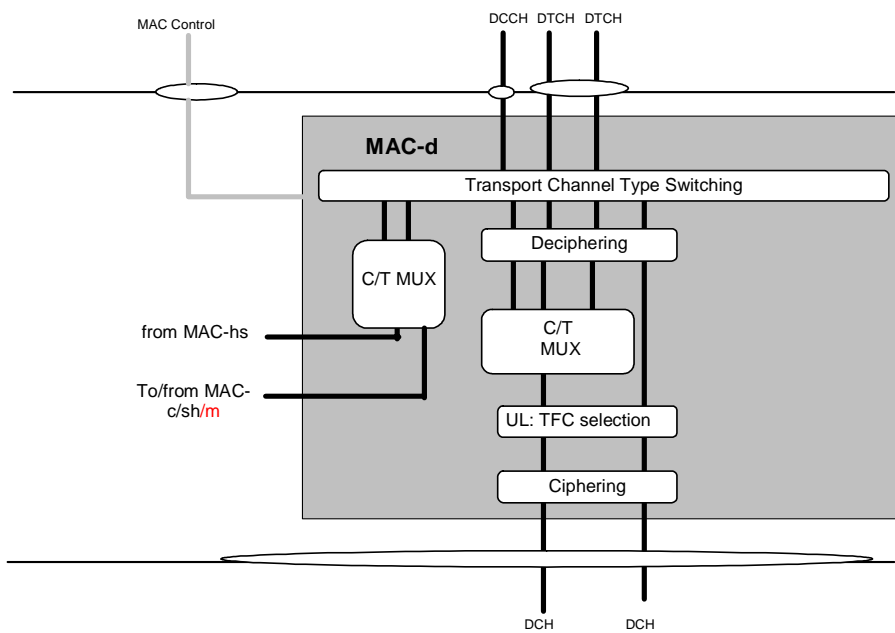 MAC Control
DCCH DTCH DTCH
MAC-d
Transport Channel Type Switching
Deciphering
C/T MUX
C/T
MUX
from MAC-hs
To/from MAC-
c/sh/m
UL: TFC selection
Ciphering
DCH DCH